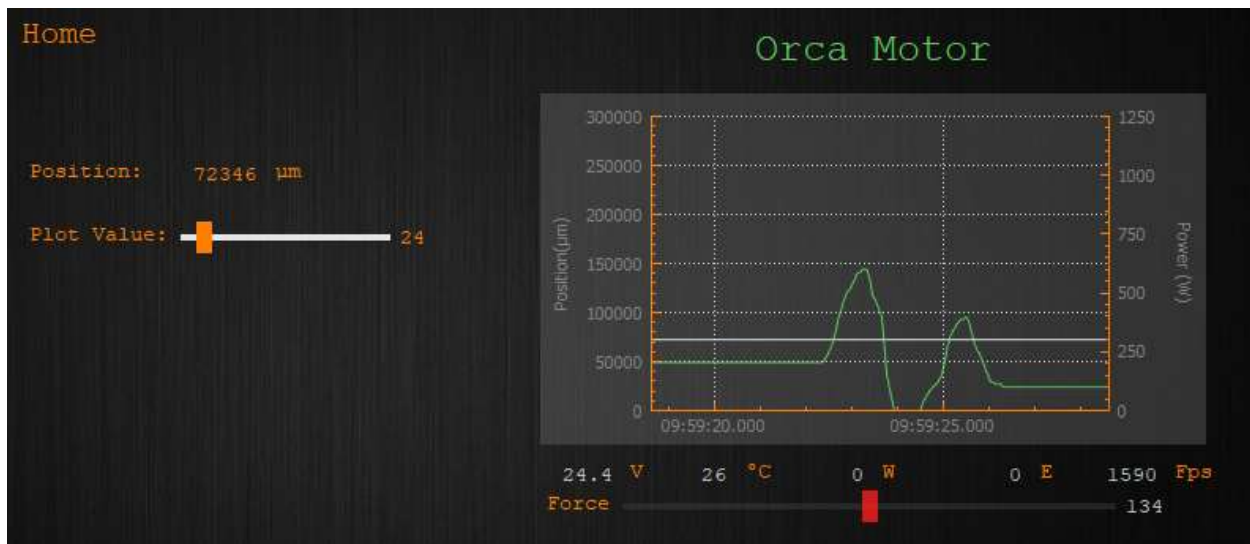 Home
Orca Motor
Position: 72346 µm
Plot Value: 24
300000
250000
200000
150000
100000
50000
0
Position(µm)
1250
1000
750
500
250
0
Power (W)
09:59:20.000 09:59:25.000
24.4 V 26 °C 0 W 0 E 1590 Fps
Force 134